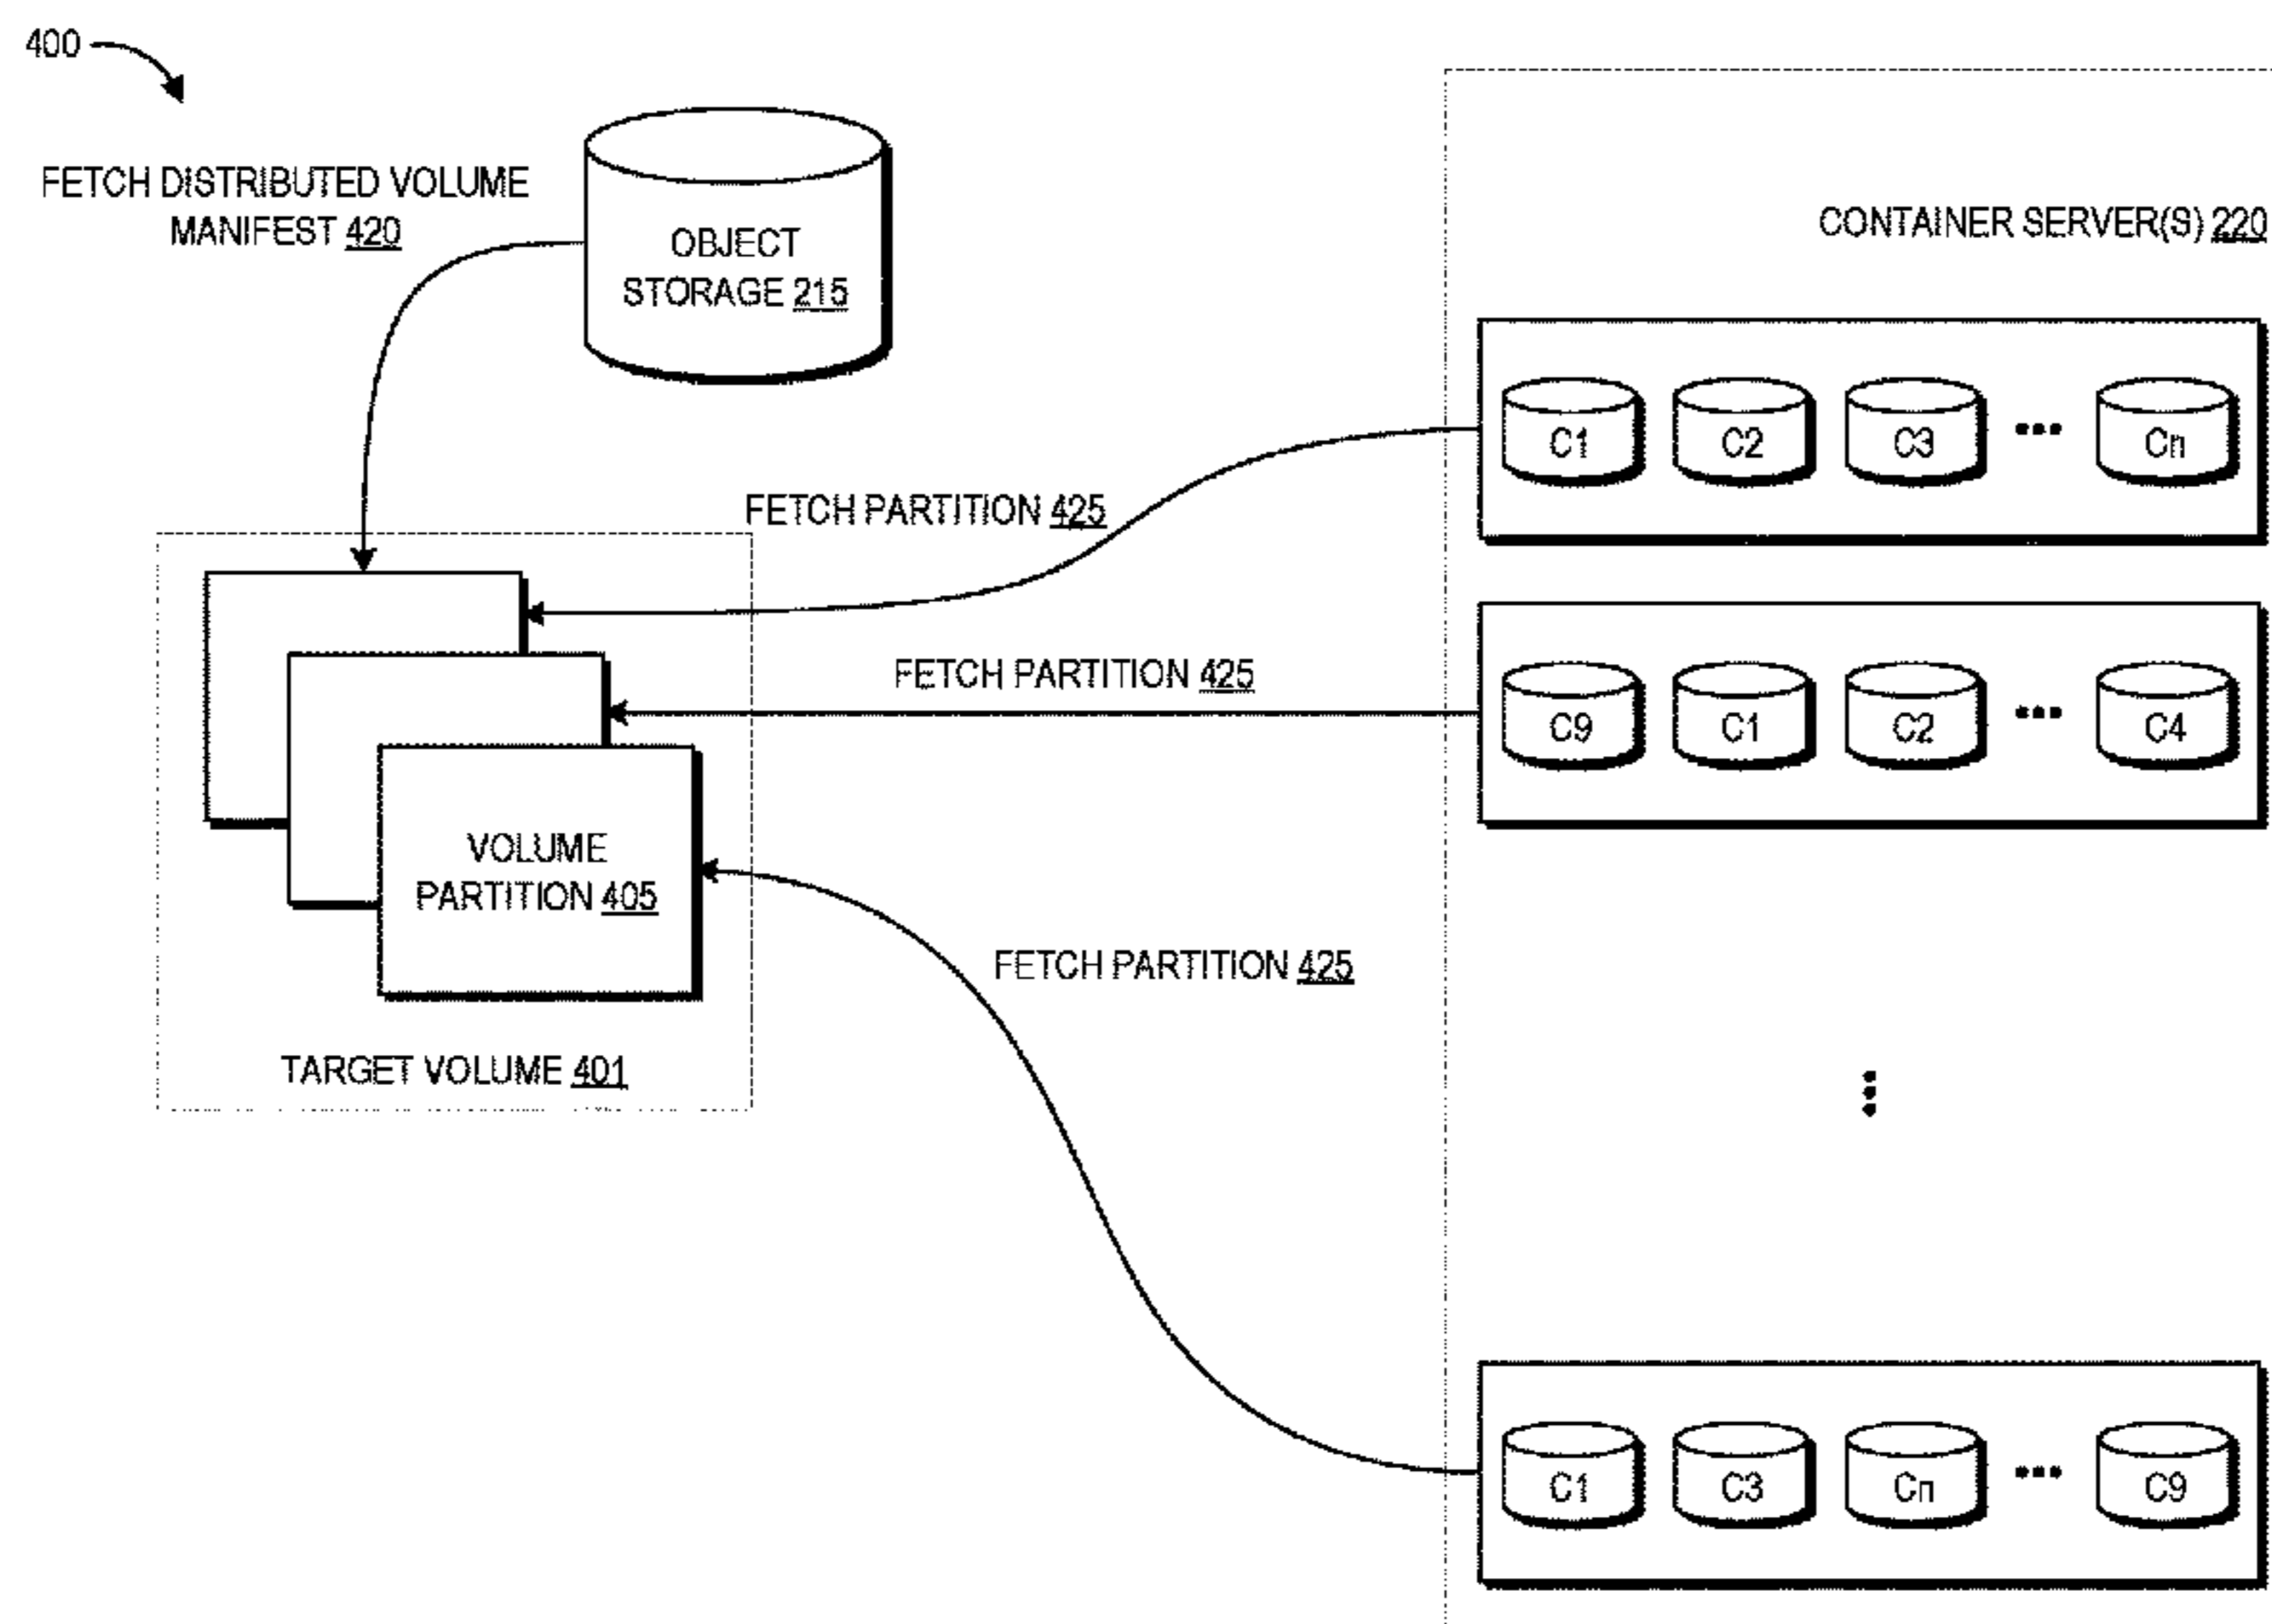 400
FETCH DISTRIBUTED VOLUME
MANIFEST 420
OBJECT
STORAGE 215
CONTAINER SERVER(S) 220
C1 C2 C3 ••• Cn
FETCH PARTITION 425
FETCH PARTITION 425
C9 C1 C2 ••• C4
VOLUME
PARTITION 405
FETCH PARTITION 425
TARGET VOLUME 401
C1 C3 Cn ••• C9